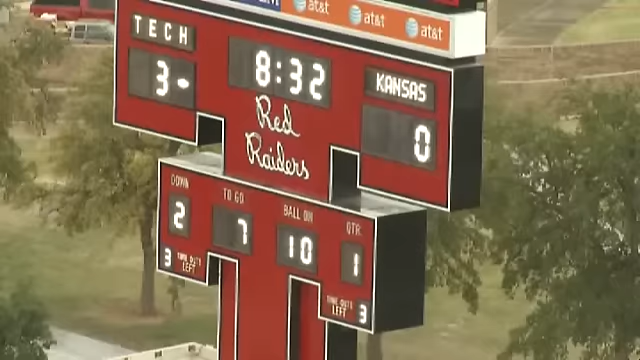 at&t at&t at&t
TECH 8:32 KANSAS
3- 0
Red
Raiders
DOWN TO GO BALL ON QTR
2 7 10 1
3 TIME OUTS LEFT TIME OUTS LEFT 3